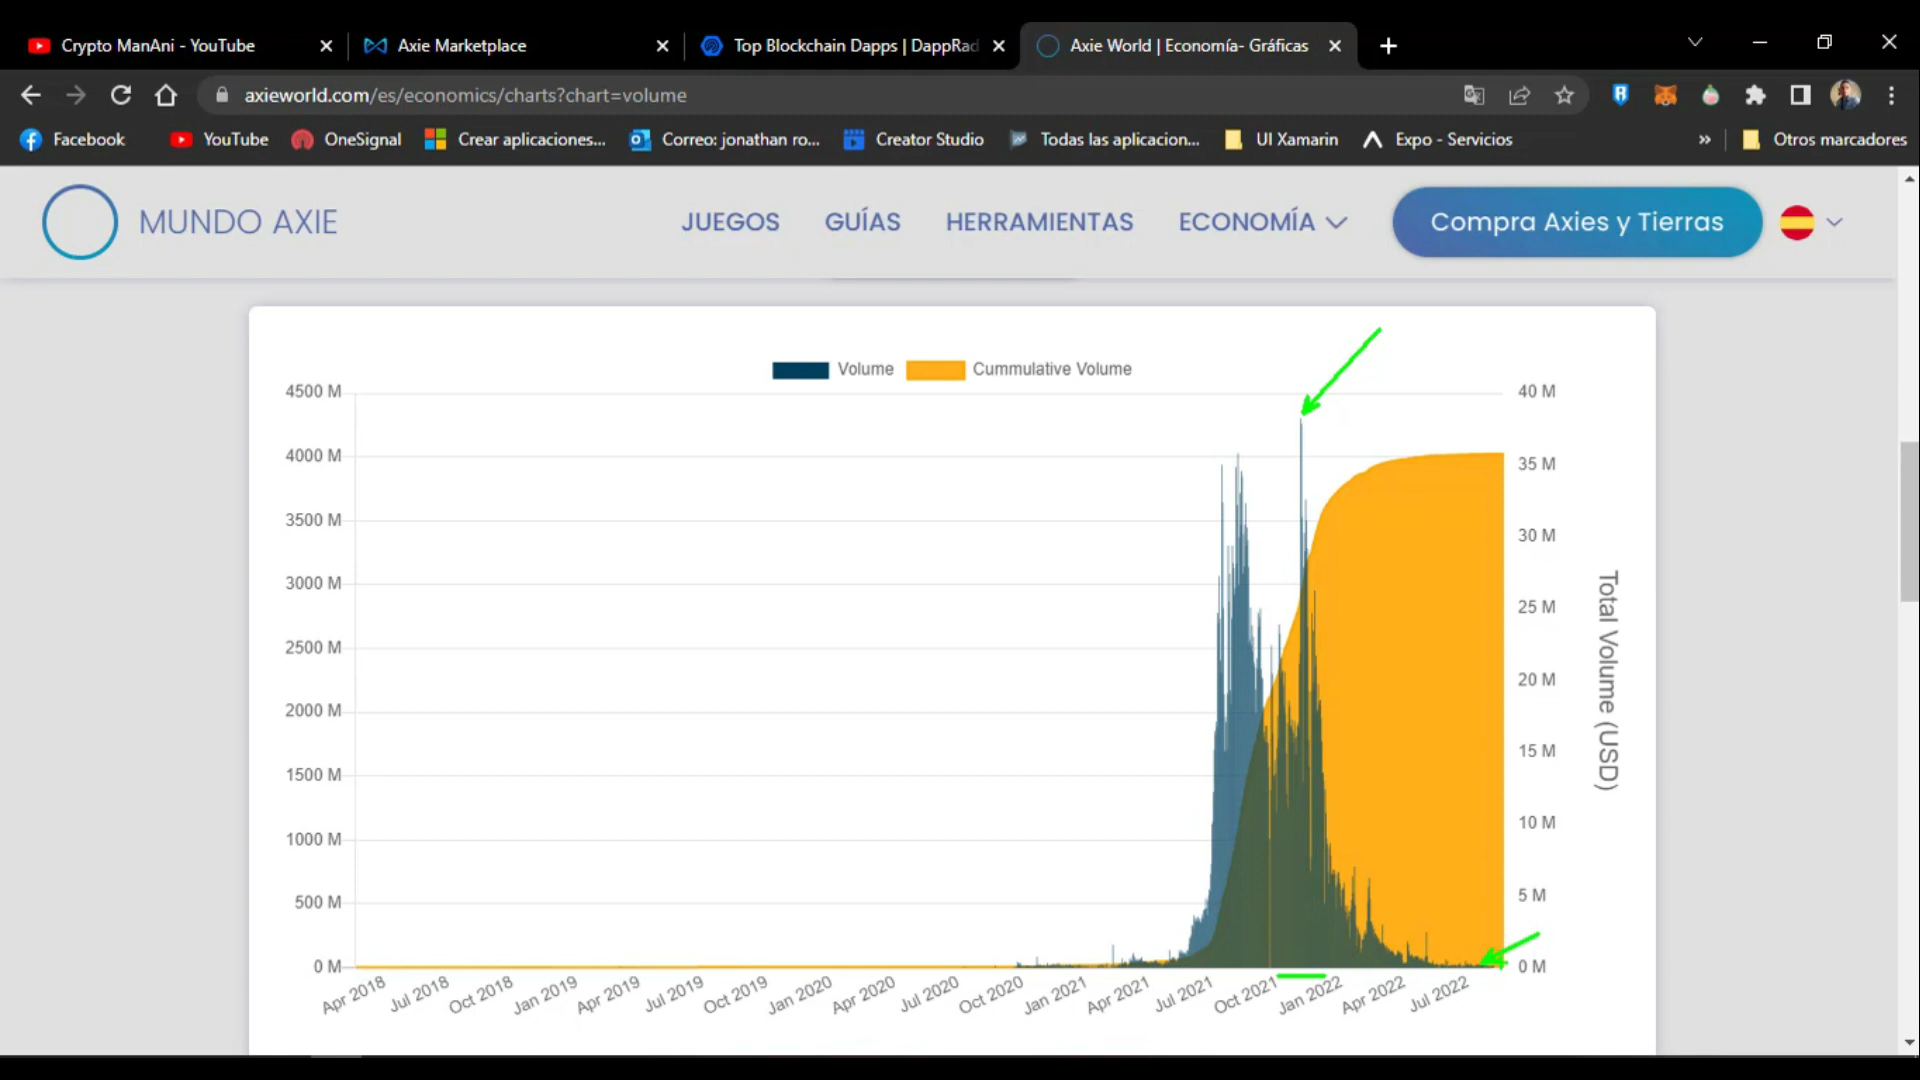 Crypto ManAni - YouTube
Axie Marketplace
Top Blockchain Dapps | DappRad
Axie World | Economía- Gráficas
axieworld.com/es/economics/charts?chart=volume
Facebook
YouTube
OneSignal
Crear aplicaciones...
Correo: jonathan ro...
Creator Studio
Todas las aplicacion...
UI Xamarin
Expo - Servicios
»
Otros marcadores
MUNDO AXIE
JUEGOS
GUÍAS
HERRAMIENTAS
ECONOMÍA
Compra Axies y Tierras
Volume
Cummulative Volume
4500 M
4000 M
3500 M
3000 M
2500 M
2000 M
1500 M
1000 M
500 M
0 M
40 M
35 M
30 M
25 M
20 M
15 M
10 M
5 M
0 M
Total Volume (USD)
Apr 2018
Jul 2018
Oct 2018
Jan 2019
Apr 2019
Jul 2019
Oct 2019
Jan 2020
Apr 2020
Jul 2020
Oct 2020
Jan 2021
Apr 2021
Jul 2021
Oct 2021
Jan 2022
Apr 2022
Jul 2022